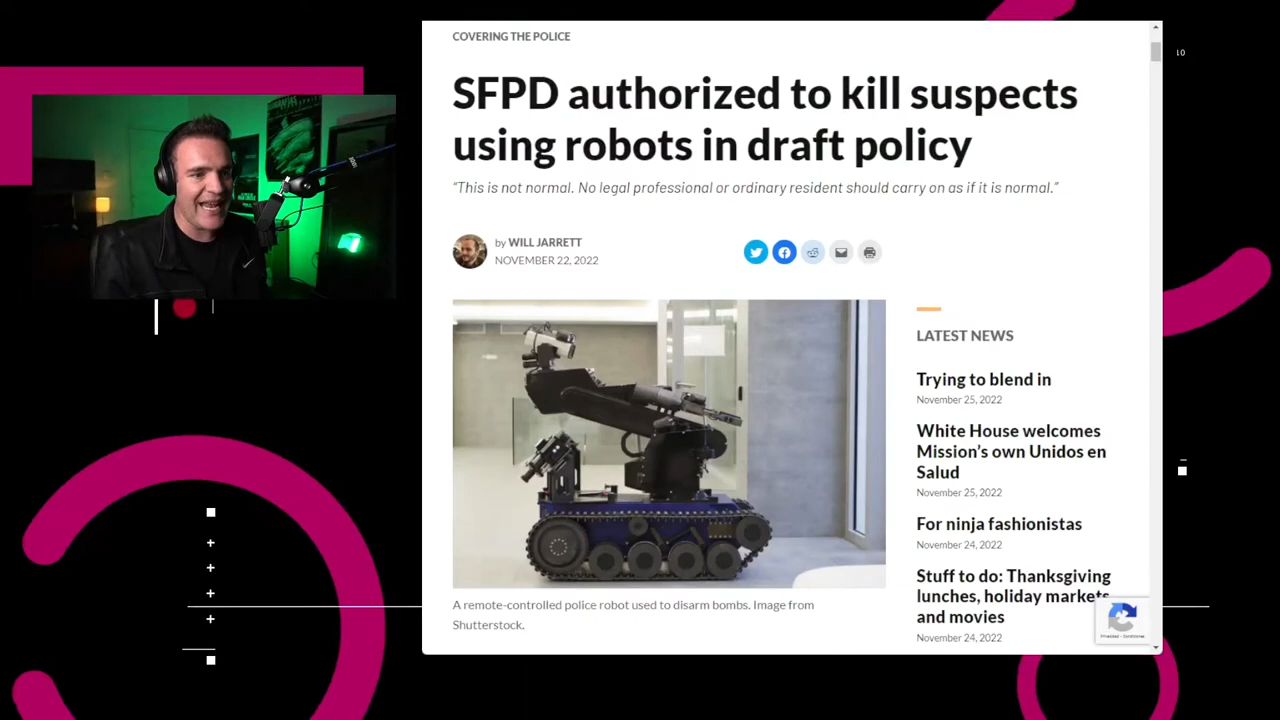 COVERING THE POLICE
SFPD authorized to kill suspects
using robots in draft policy
“This is not normal. No legal professional or ordinary resident should carry on as if it is normal.”
by WILL JARRETT
NOVEMBER 22, 2022
A remote-controlled police robot used to disarm bombs. Image from
Shutterstock.
LATEST NEWS
Trying to blend in
November 25, 2022
White House welcomes
Mission’s own Unidos en
Salud
November 25, 2022
For ninja fashionistas
November 24, 2022
Stuff to do: Thanksgiving
lunches, holiday markets
and movies
November 24, 2022